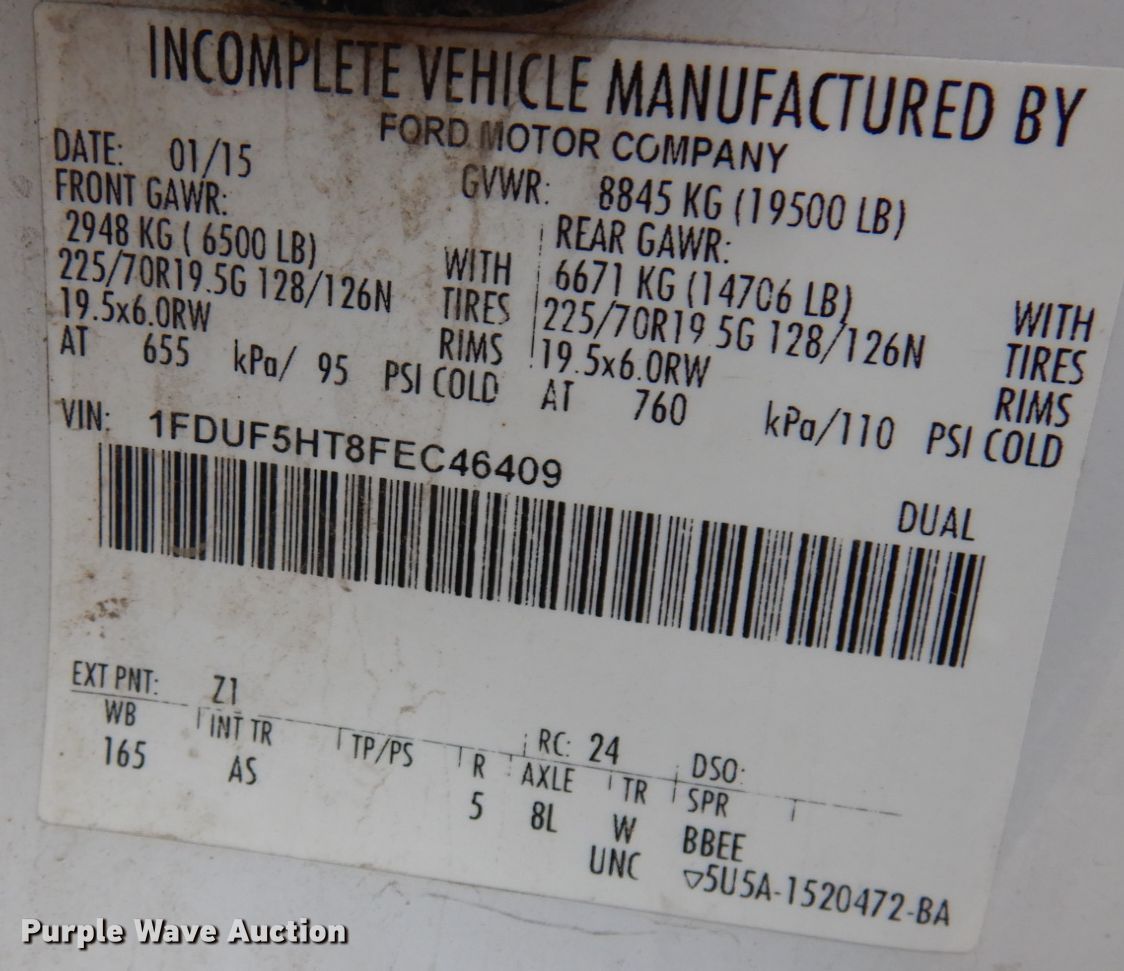 INCOMPLETE VEHICLE MANUFACTURED BY
FORD MOTOR COMPANY
DATE: 01/15 GVWR: 8845 KG (19500 LB)
FRONT GAWR: REAR GAWR:
2948 KG ( 6500 LB) WITH 6671 KG (14706 LB) WITH
225/70R19.5G 128/126N TIRES 225/70R19.5G 128/126N TIRES
19.5x6.0RW RIMS 19.5x6.0RW RIMS
AT 655 kPa/ 95 PSI COLD AT 760 kPa/110 PSI COLD
VIN: 1FDUF5HT8FEC46409
DUAL
EXT PNT: Z1 RC: 24 DSO:
WB INT TR TP/PS R AXLE TR SPR
165 AS 5 8L W BBEE
UNC ▽5U5A-1520472-BA
Purple Wave Auction